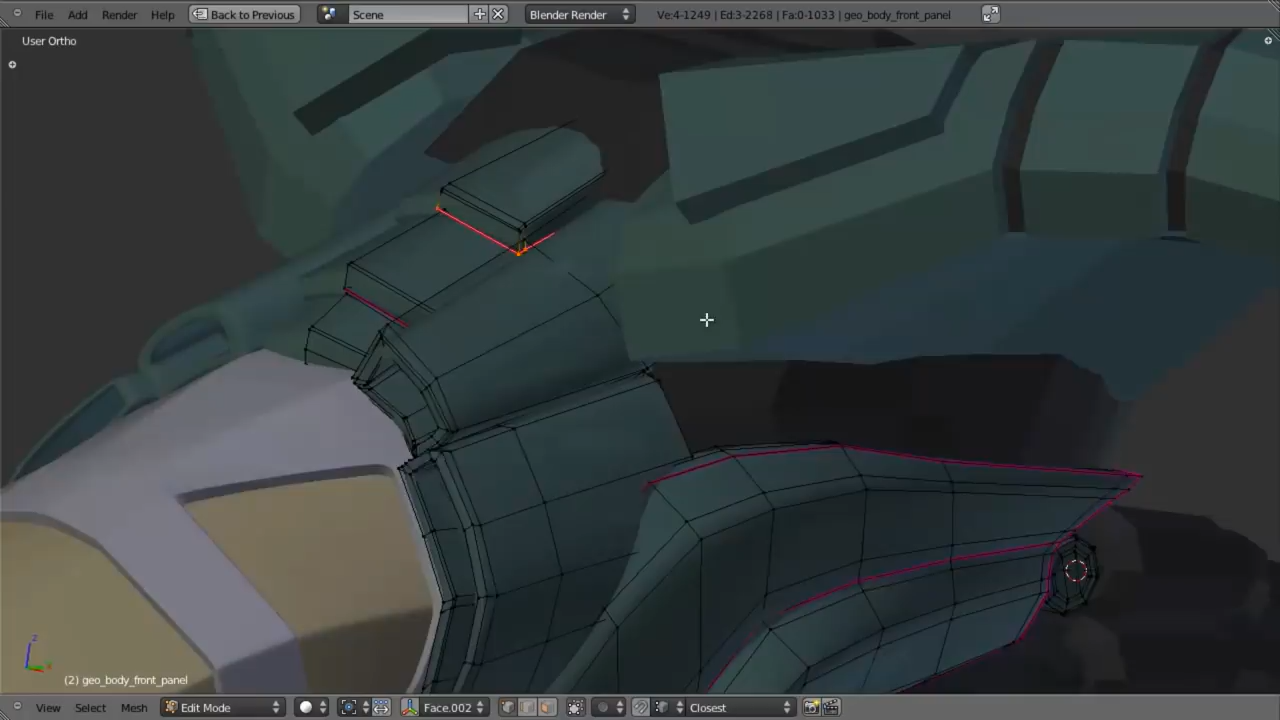 File Add Render Help Back to Previous Scene Blender Render Ve:4-1249 | Ed:3-2268 | Fa:0-1033 | geo_body_front_panel
User Ortho
z
(2) geo_body_front_panel
View Select Mesh Edit Mode Face.002 Closest